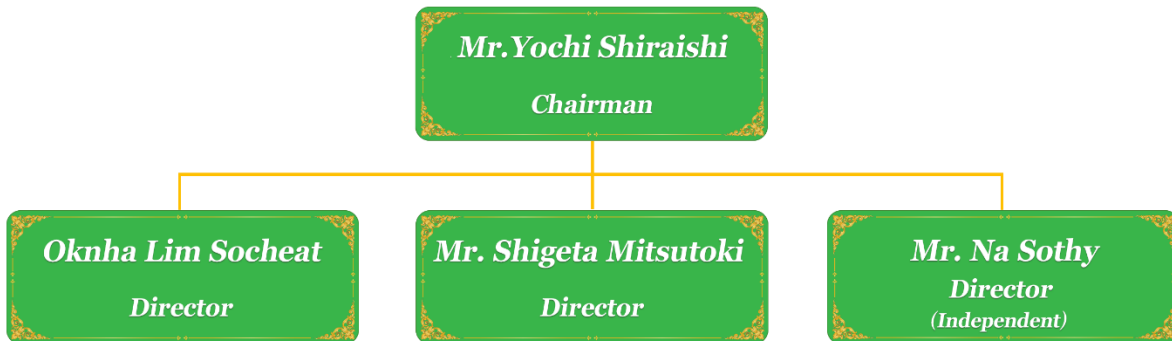 Mr.Yochi Shiraishi
Chairman
Oknha Lim Socheat
Director
Mr. Shigeta Mitsutoki
Director
Mr. Na Sothy
Director
(Independent)